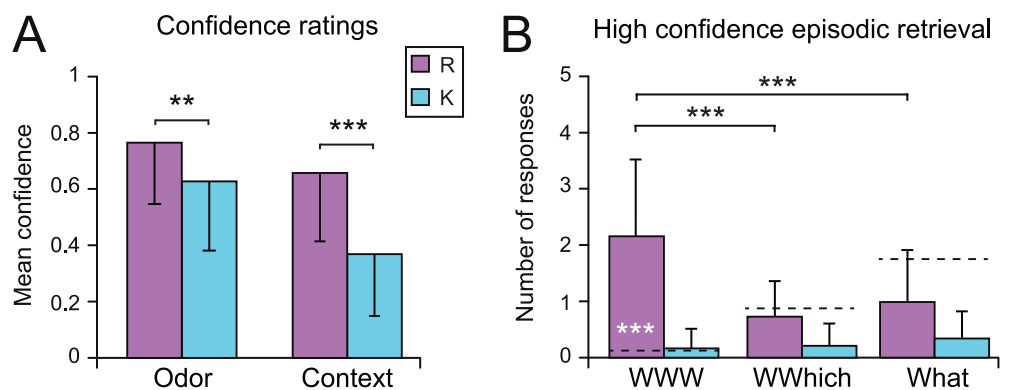 A
Confidence ratings
R
K
Mean confidence
1
0.8
0.6
0.4
0.2
0
**
***
Odor
Context
B
High confidence episodic retrieval
Number of responses
5
4
3
2
1
0
***
***
***
WWW
WWhich
What